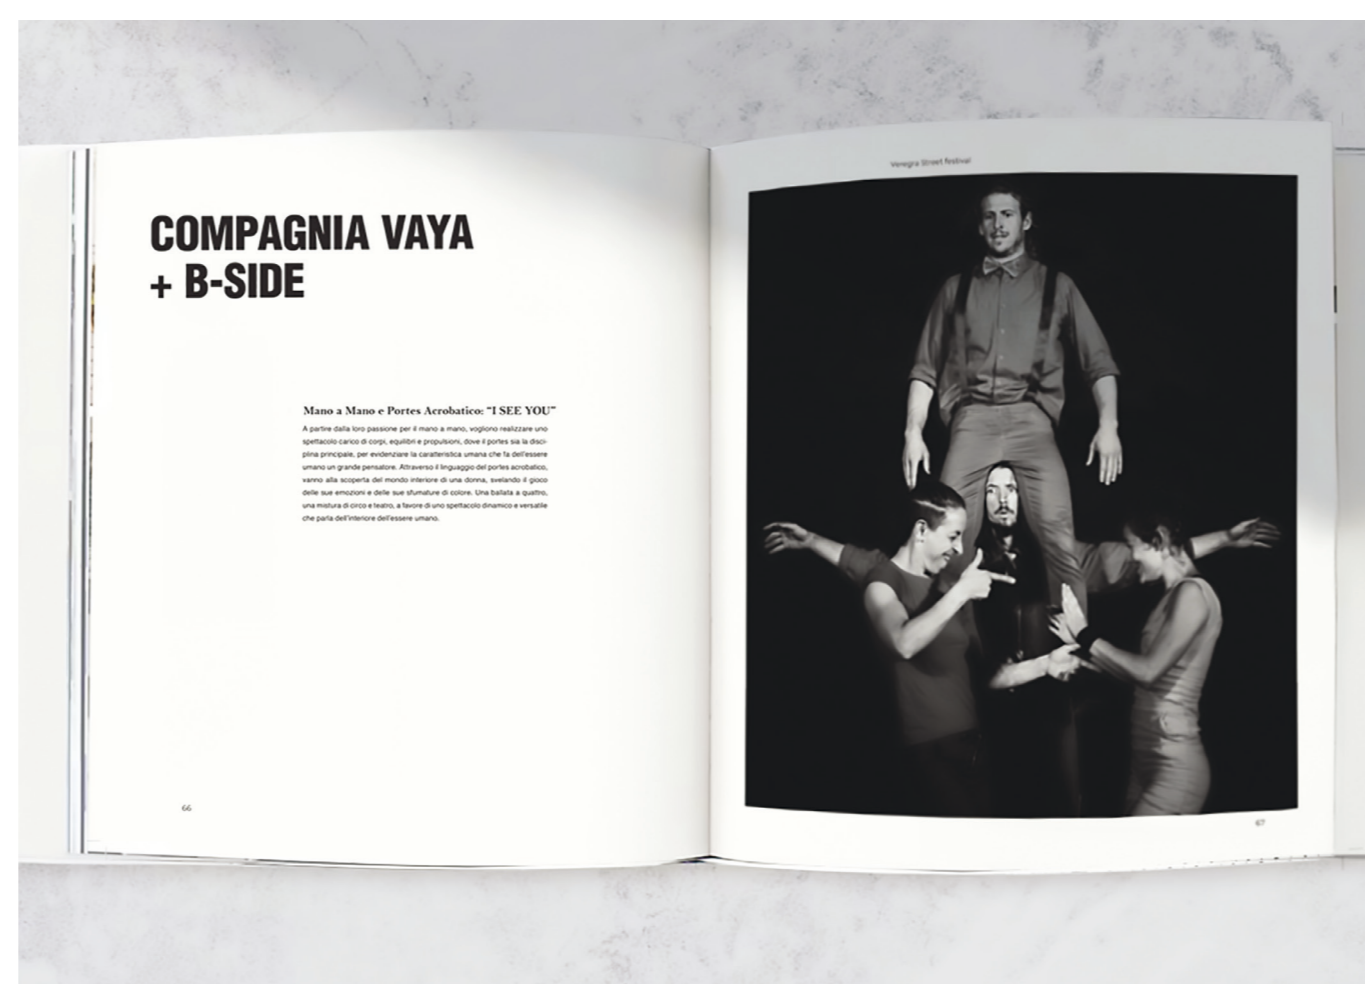 COMPAGNIA VAYA
+ B-SIDE
Mano a Mano e Portes Acrobatico: “I SEE YOU”
A partire dalla loro passione per il mano a mano, vogliono realizzare uno
spettacolo carico di corpi, equilibri e propulsioni, dove il portes sia la disci-
plina principale, per evidenziare la caratteristica umana che fa dell'essere
umano un grande pensatore. Attraverso il linguaggio del portes acrobatico,
vanno alla scoperta del mondo interiore di una donna, svelando il gioco
delle sue emozioni e delle sue sfumature di colore. Una ballata a quattro,
una mistura di circo e teatro, a favore di uno spettacolo dinamico e versatile
che parla dell'interiore dell'essere umano.
66
Venegra Street festival
67